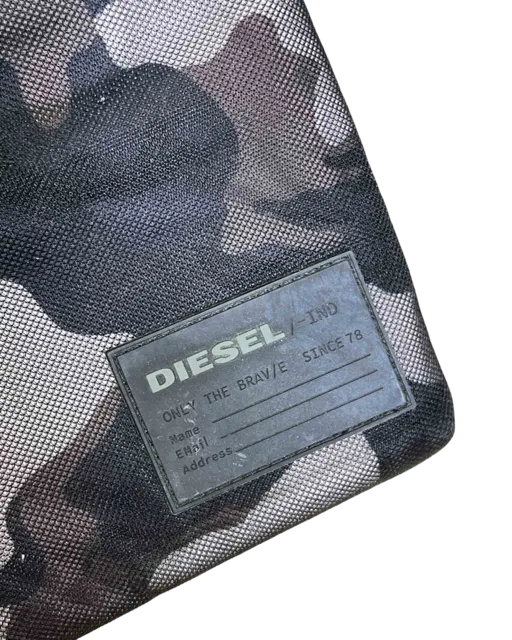 DIESEL/-IND
ONLY THE BRAV/E SINCE 78
Name
EMail
Address